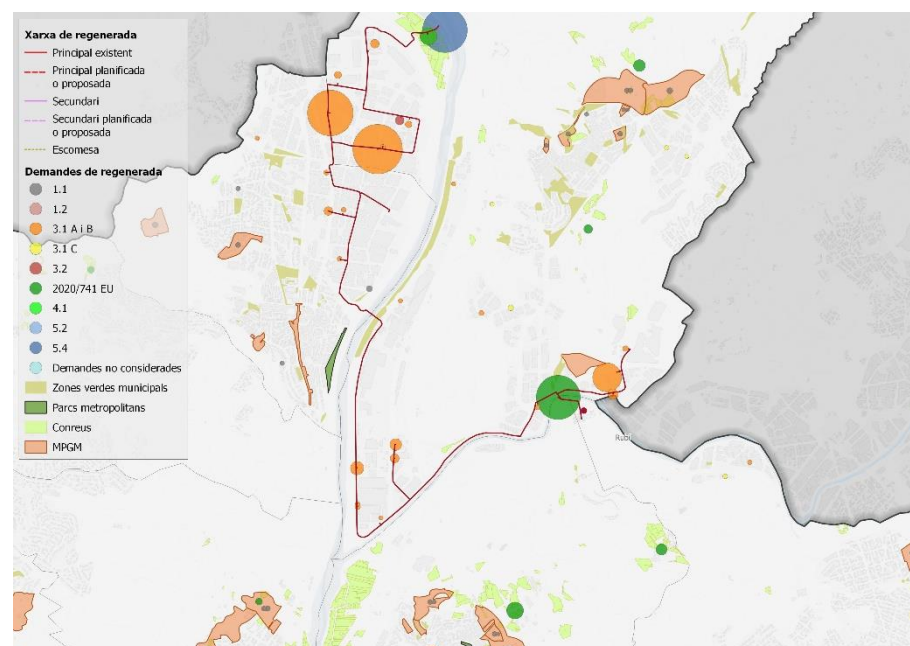 Xarxa de regenerada
Principal existent
Principal planificada
o proposada
Secundari
Secundari planificada
o proposada
Escomesa
Demandes de regenerada
1.1
1.2
3.1 A i B
3.1 C
3.2
2020/741 EU
4.1
5.2
5.4
Demandes no considerades
Zones verdes municipals
Parcs metropolitans
Conreus
MPGM
Rubí